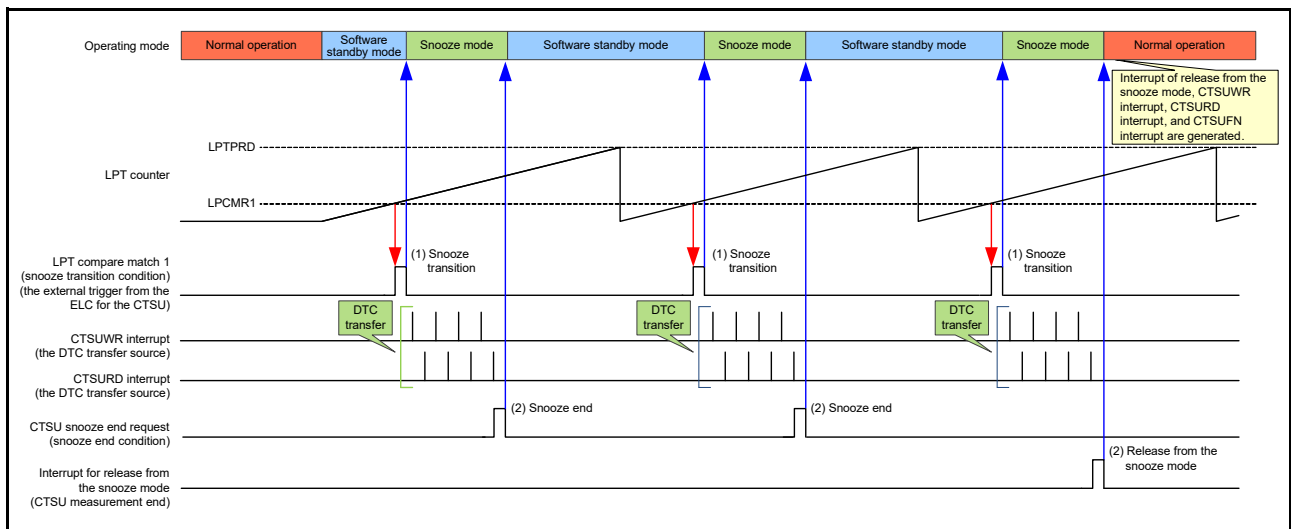 Operating mode
Normal operation
Software
standby mode
Snooze mode
Software standby mode
Snooze mode
Software standby mode
Snooze mode
Normal operation
Interrupt of release from the
snooze mode, CTSUWR
interrupt, CTSURD
interrupt, and CTSUFN
interrupt are generated.
LPTPRD
LPT counter
LPCMR1
LPT compare match 1
(snooze transition condition)
(the external trigger from the
ELC for the CTSU)
(1) Snooze
transition
(1) Snooze
transition
(1) Snooze
transition
DTC
transfer
DTC
transfer
DTC
transfer
CTSUWR interrupt
(the DTC transfer source)
CTSURD interrupt
(the DTC transfer source)
CTSU snooze end request
(snooze end condition)
(2) Snooze end
(2) Snooze end
Interrupt for release from
the snooze mode
(CTSU measurement end)
(2) Release from the
snooze mode